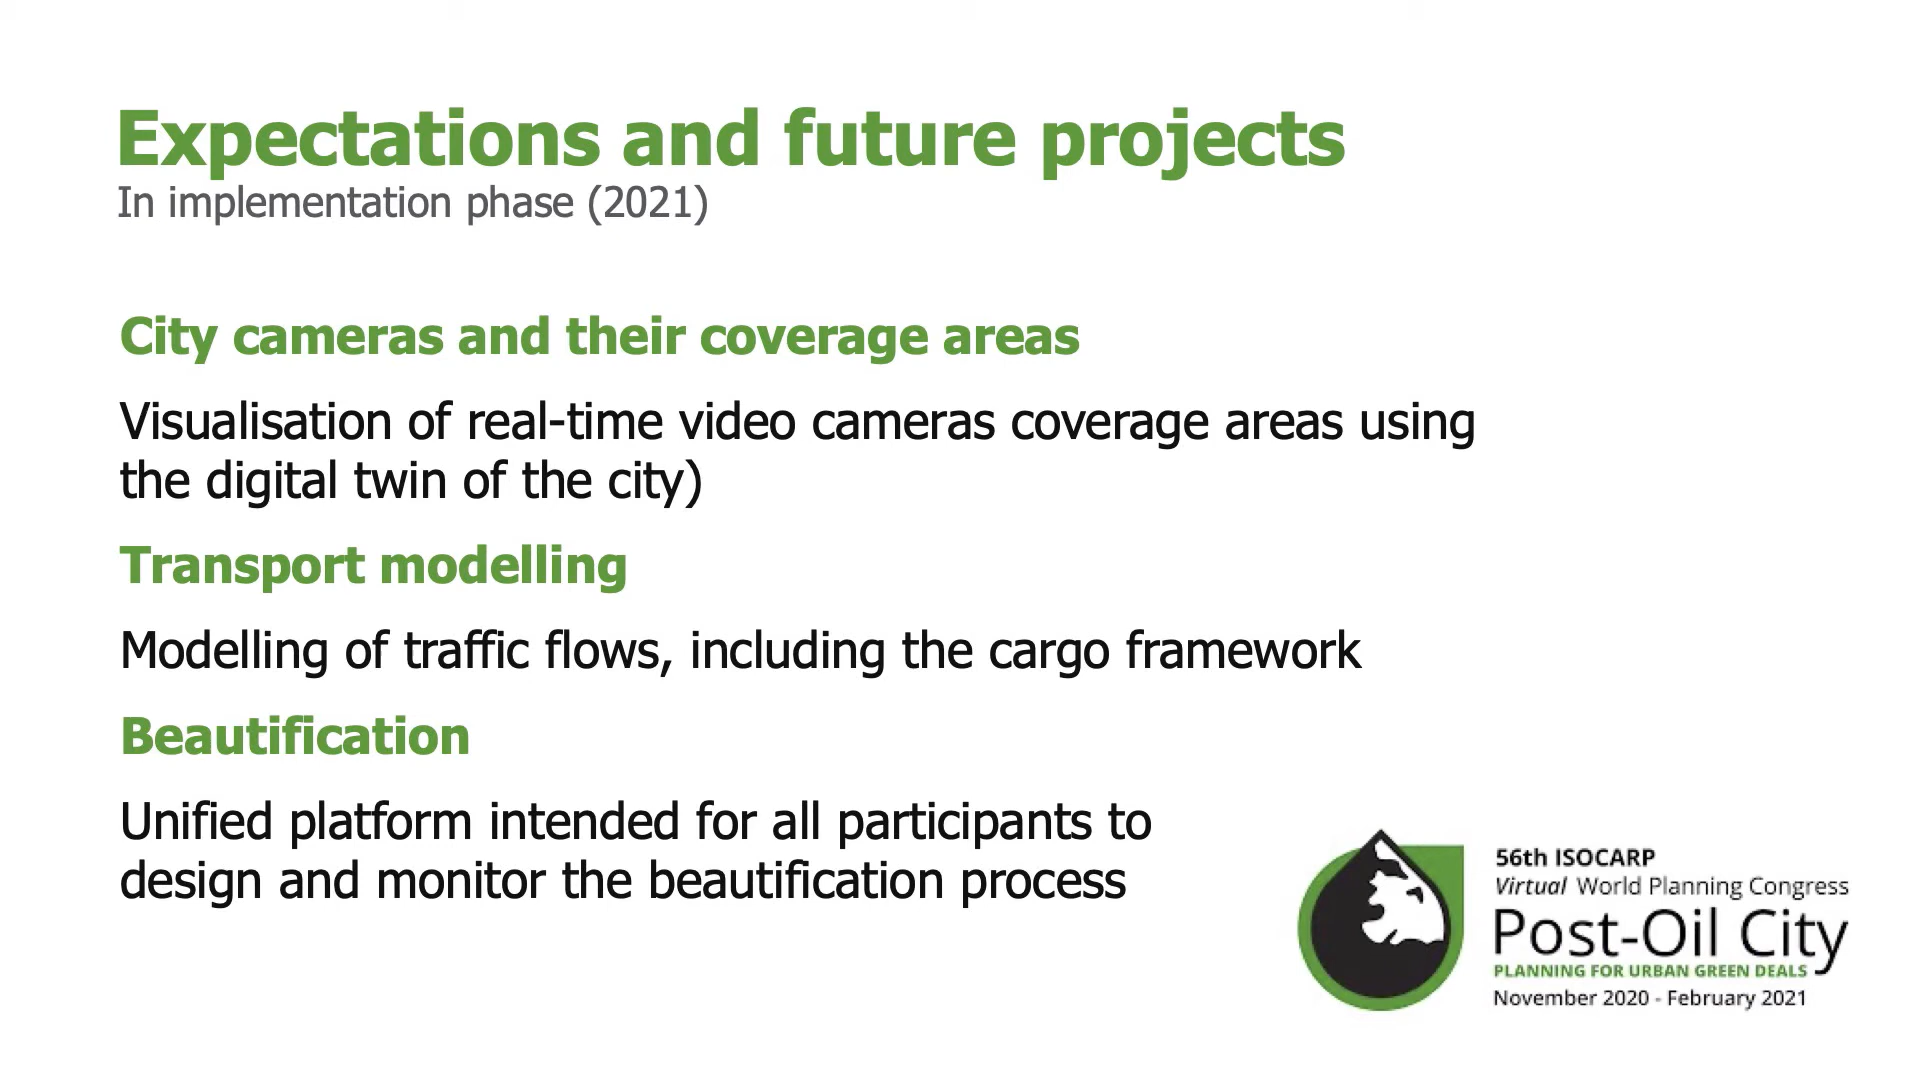 Expectations and future projects
In implementation phase (2021)
City cameras and their coverage areas
Visualisation of real-time video cameras coverage areas using
the digital twin of the city)
Transport modelling
Modelling of traffic flows, including the cargo framework
Beautification
Unified platform intended for all participants to
design and monitor the beautification process
56th ISOCARP
Virtual World Planning Congress
Post-Oil City
PLANNING FOR URBAN GREEN DEALS
November 2020 - February 2021